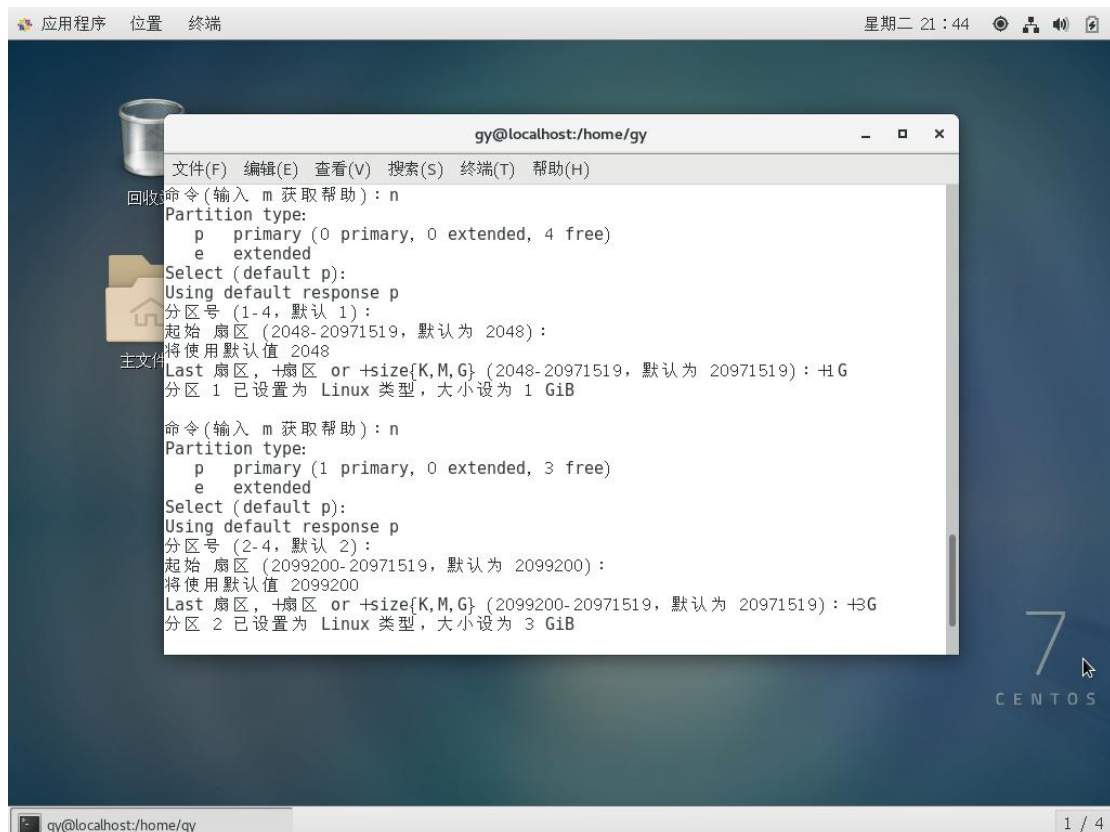 应用程序 位置 终端 星期二 21：44
gy@localhost:/home/gy
文件(F) 编辑(E) 查看(V) 搜索(S) 终端(T) 帮助(H)
回收
命令(输入 m 获取帮助)：n
Partition type:
   p   primary (0 primary, 0 extended, 4 free)
   e   extended
Select (default p):
Using default response p
分区号 (1-4，默认 1)：
起始 扇区 (2048-20971519，默认为 2048)：
将使用默认值 2048
主文件
Last 扇区, +扇区 or +size{K,M,G} (2048-20971519，默认为 20971519)：+1G
分区 1 已设置为 Linux 类型，大小设为 1 GiB
命令(输入 m 获取帮助)：n
Partition type:
   p   primary (1 primary, 0 extended, 3 free)
   e   extended
Select (default p):
Using default response p
分区号 (2-4，默认 2)：
起始 扇区 (2099200-20971519，默认为 2099200)：
将使用默认值 2099200
Last 扇区, +扇区 or +size{K,M,G} (2099200-20971519，默认为 20971519)：+3G
分区 2 已设置为 Linux 类型，大小设为 3 GiB
7
CENTOS
gy@localhost:/home/gy 1 / 4